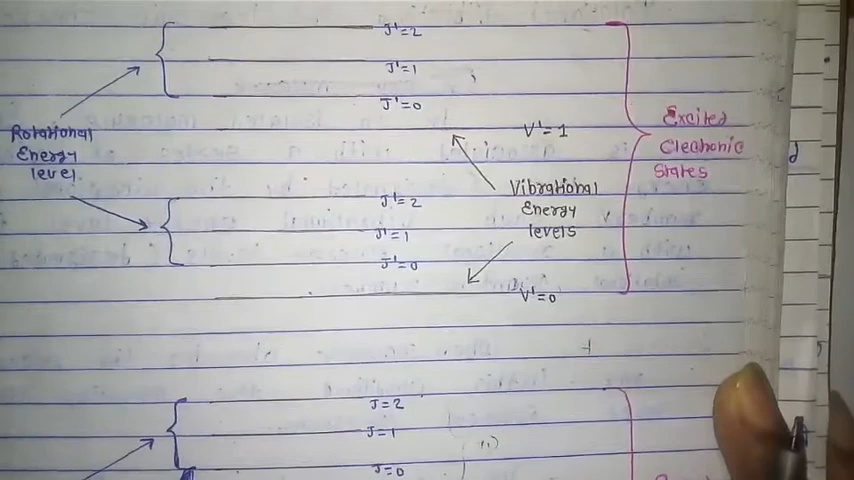 J'=2
J'=1
J'=0
V'=1
Excited
Electronic
States
Rotational
Energy
level.
Vibrational
Energy
levels
J'=2
J'=1
J'=0
V'=0
J=2
J=1
J=0